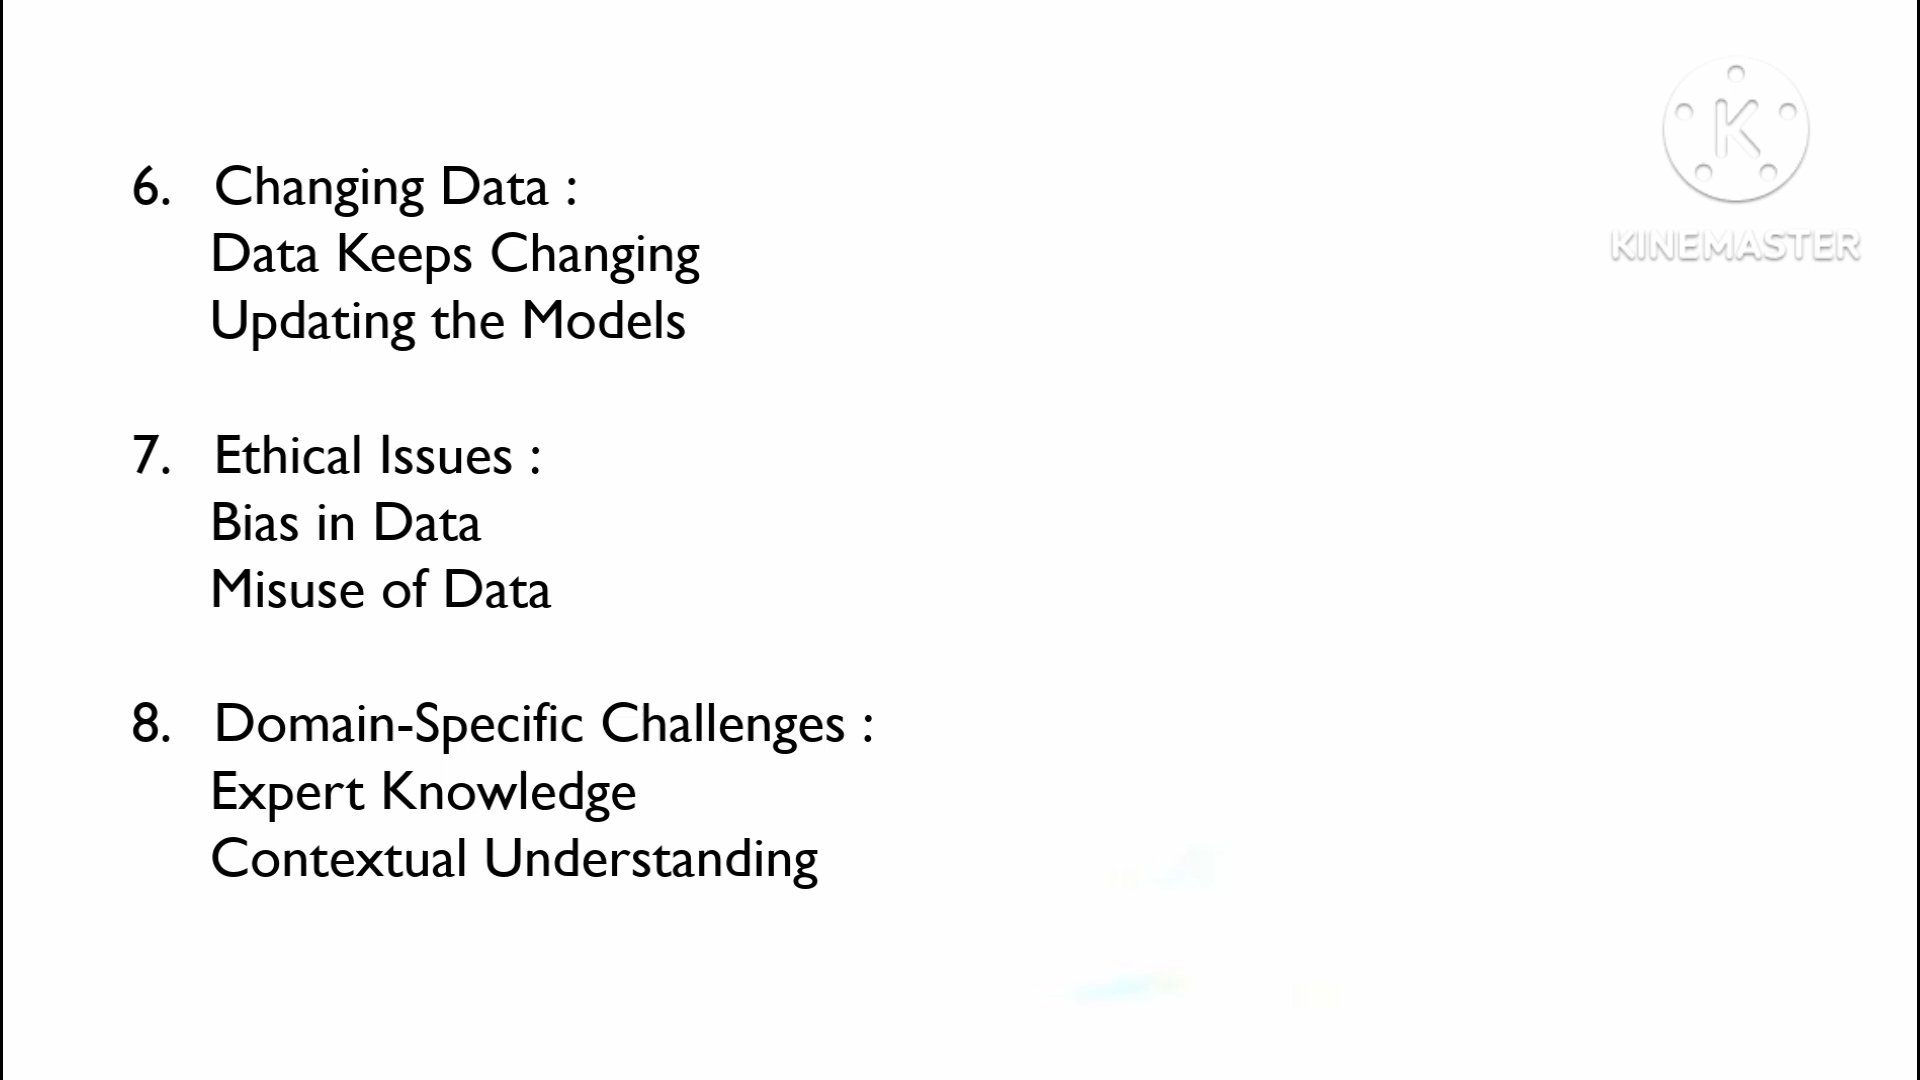 6. Changing Data :
Data Keeps Changing
Updating the Models
7. Ethical Issues :
Bias in Data
Misuse of Data
8. Domain-Specific Challenges :
Expert Knowledge
Contextual Understanding
K
KINEMASTER